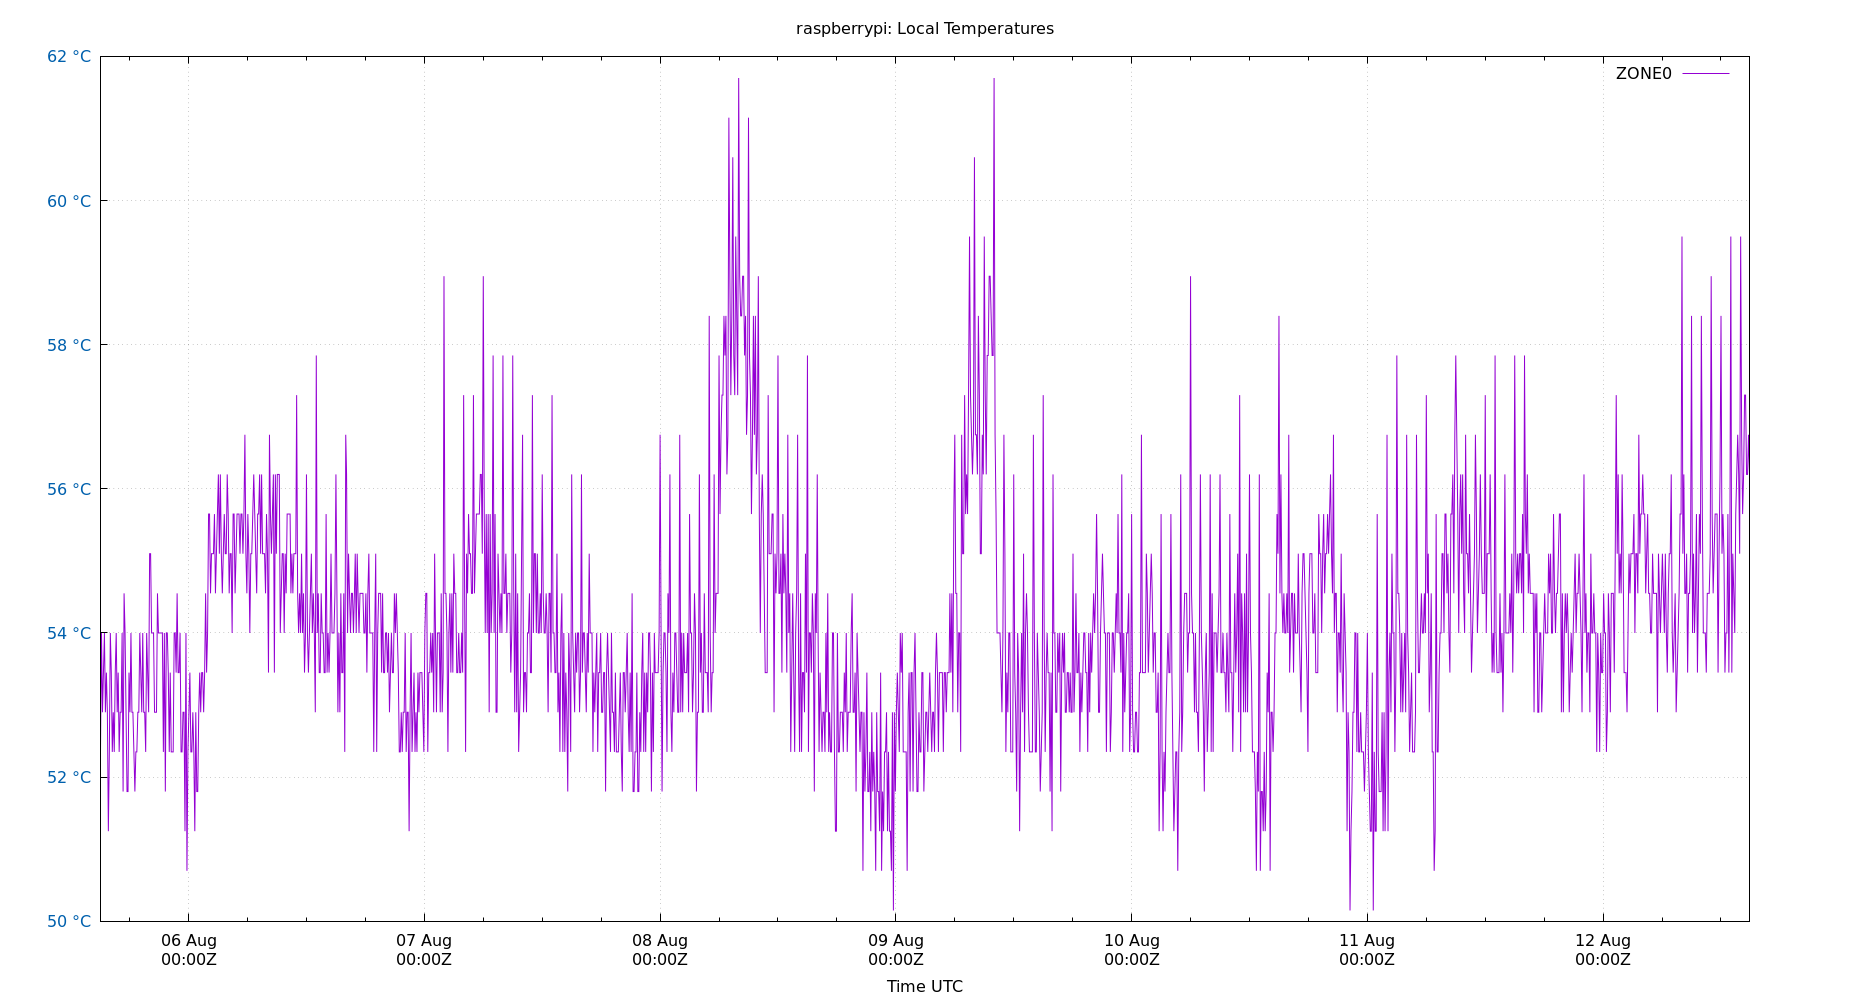 raspberrypi: Local Temperatures
62 °C
ZONE0
60 °C
58 °C
56 °C
54 °C
52 °C
50 °C
06 Aug 07 Aug 08 Aug 09 Aug 10 Aug 11 Aug 12 Aug
00:00Z 00:00Z 00:00Z 00:00Z 00:00Z 00:00Z 00:00Z
Time UTC